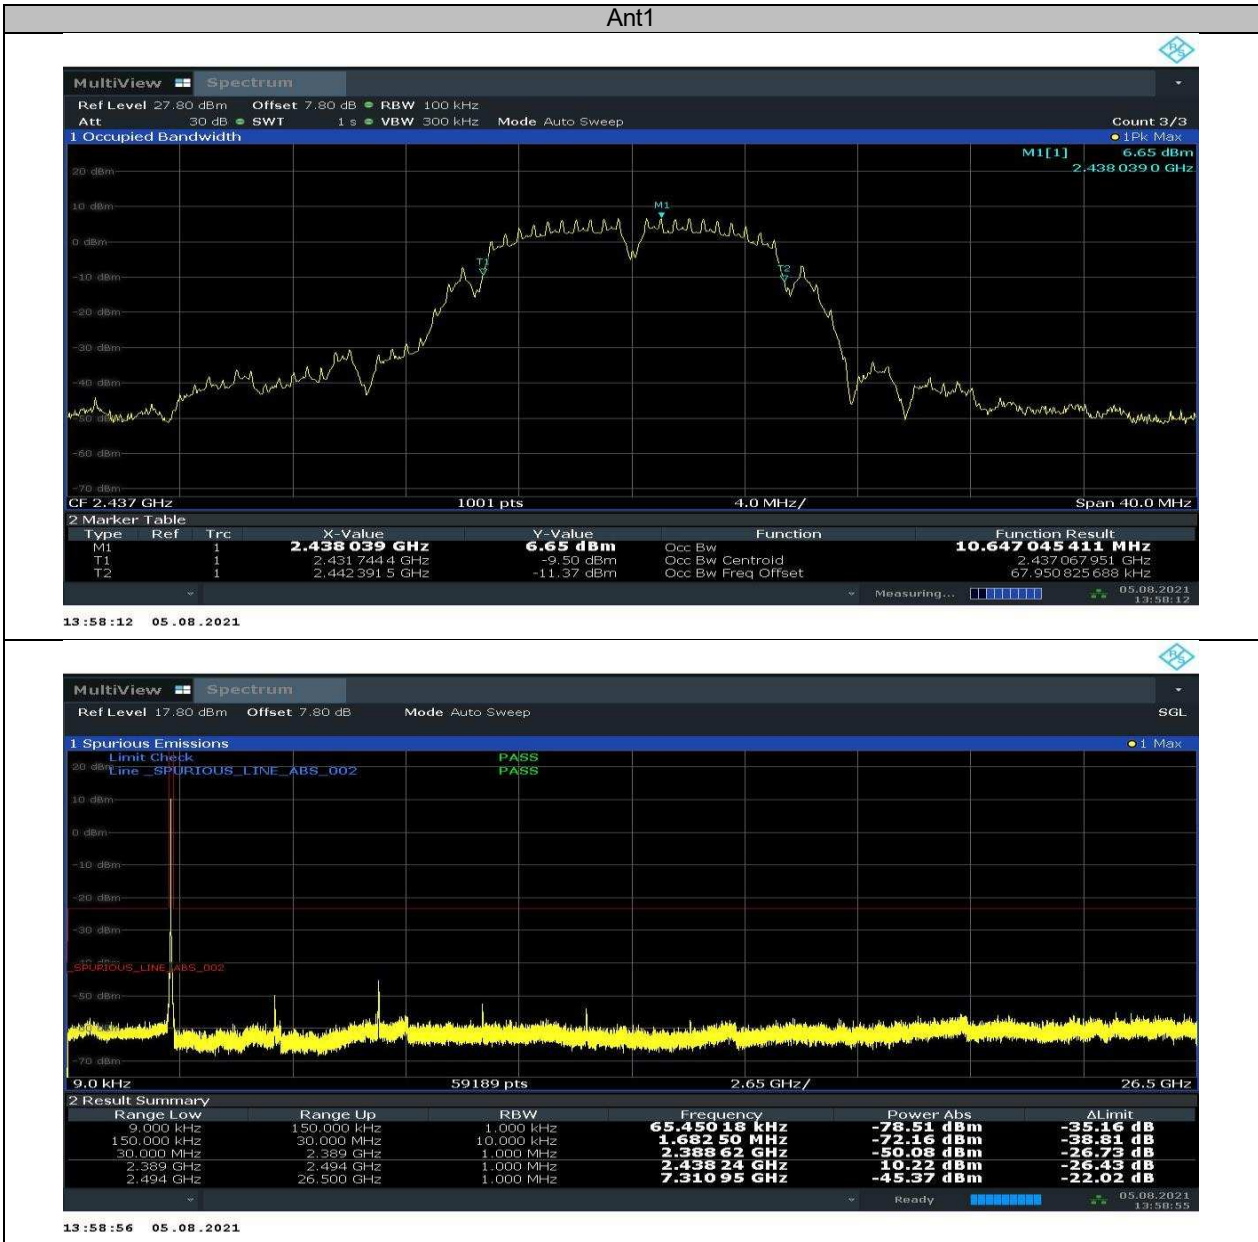 Ant1
R&S
MultiView Spectrum
Ref Level 27.80 dBm Offset 7.80 dB RBW 100 kHz
Att 30 dB SWT 1 s VBW 300 kHz Mode Auto Sweep Count 3/3
1 Occupied Bandwidth 1Pk Max
M1[1] 6.65 dBm
2.438 039 0 GHz
20 dBm
10 dBm
M1
0 dBm
T1
T2
-10 dBm
-20 dBm
-30 dBm
-40 dBm
-50 dBm
-60 dBm
-70 dBm
CF 2.437 GHz 1001 pts 4.0 MHz/ Span 40.0 MHz
2 Marker Table
Type Ref Trc X-Value Y-Value Function Function Result
M1 1 2.438 039 GHz 6.65 dBm Occ Bw 10.647 045 411 MHz
T1 1 2.431 744 4 GHz -9.50 dBm Occ Bw Centroid 2.437 067 951 GHz
T2 1 2.442 391 5 GHz -11.37 dBm Occ Bw Freq Offset 67.950 825 688 kHz
Measuring... 05.08.2021
13:58:12
13:58:12 05.08.2021
R&S
MultiView Spectrum
Ref Level 17.80 dBm Offset 7.80 dB Mode Auto Sweep SGL
1 Spurious Emissions 1 Max
Limit Check PASS
20 dBm
Line _SPURIOUS_LINE_ABS_002 PASS
10 dBm
0 dBm
-10 dBm
-20 dBm
-30 dBm
-40 dBm
_SPURIOUS_LINE_ABS_002
-50 dBm
-60 dBm
-70 dBm
9.0 kHz 59189 pts 2.65 GHz/ 26.5 GHz
2 Result Summary
Range Low Range Up RBW Frequency Power Abs ΔLimit
9.000 kHz 150.000 kHz 1.000 kHz 65.450 18 kHz -78.51 dBm -35.16 dB
150.000 kHz 30.000 MHz 10.000 kHz 1.682 50 MHz -72.16 dBm -38.81 dB
30.000 MHz 2.389 GHz 1.000 MHz 2.388 62 GHz -50.08 dBm -26.73 dB
2.389 GHz 2.494 GHz 1.000 MHz 2.438 24 GHz 10.22 dBm -26.43 dB
2.494 GHz 26.500 GHz 1.000 MHz 7.310 95 GHz -45.37 dBm -22.02 dB
Ready 05.08.2021
13:58:55
13:58:56 05.08.2021